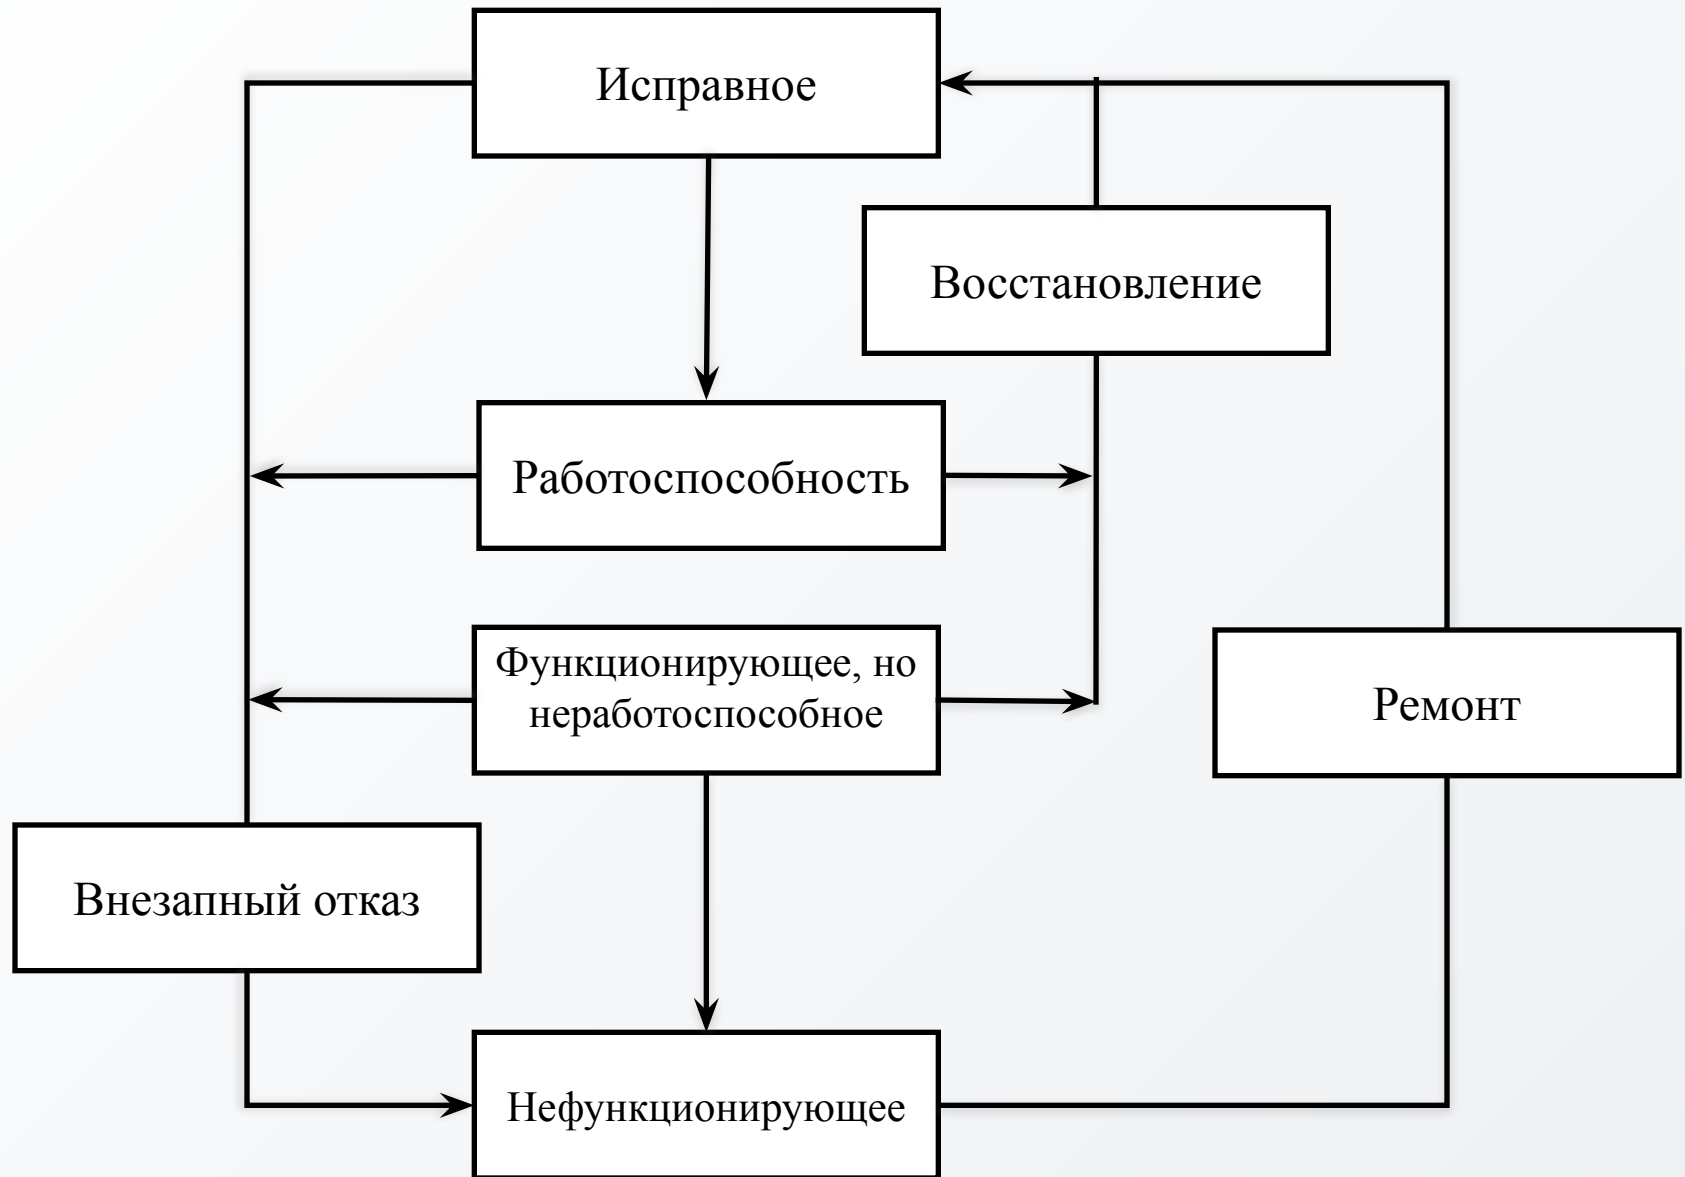 Исправное
Восстановление
Работоспособность
Функционирующее, но
неработоспособное
Ремонт
Внезапный отказ
Нефункционирующее